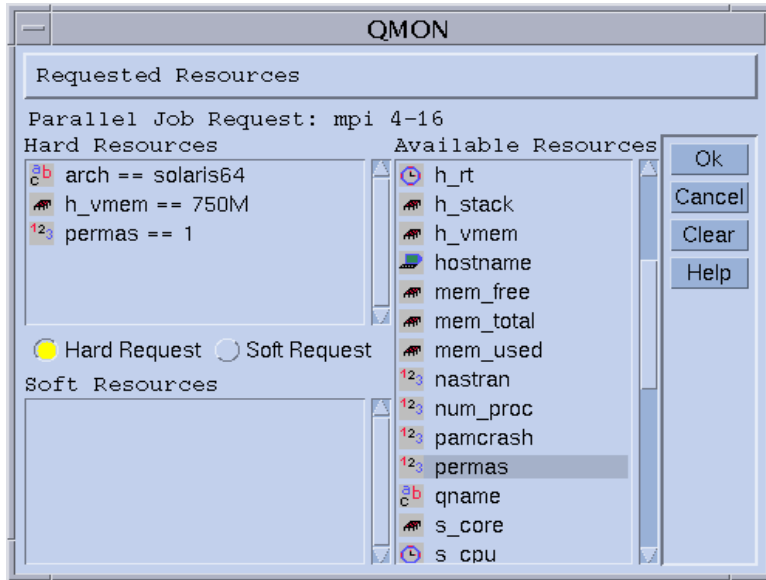 QMON
Requested Resources
Parallel Job Request: mpi 4-16
Hard Resources
arch == solaris64
h_vmem == 750M
permas == 1
Hard Request
Soft Request
Soft Resources
Available Resources
h_rt
h_stack
h_vmem
hostname
mem_free
mem_total
mem_used
nastran
num_proc
pamcrash
permas
qname
s_core
s_cpu
Ok
Cancel
Clear
Help